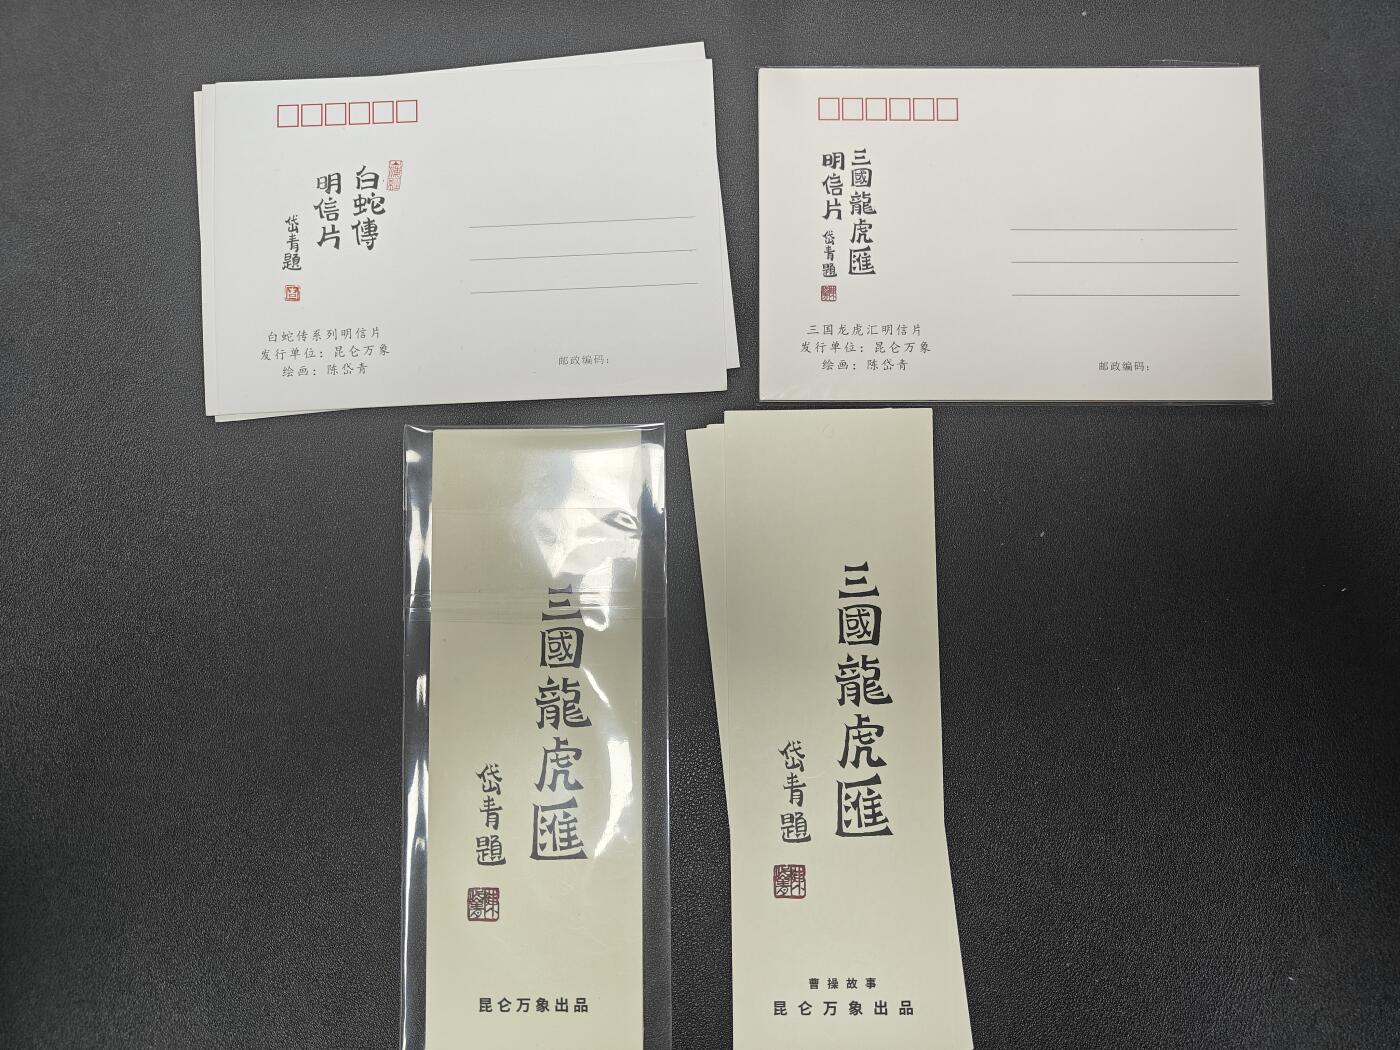 白蛇傳
明信片
岱青題
白蛇传系列明信片
发行单位：昆仑万象
绘画：陈岱青
邮政编码：
三國龍虎匯
明信片
岱青題
三国龙虎汇明信片
发行单位：昆仑万象
绘画：陈岱青
邮政编码：
三國龍虎匯
岱青題
昆仑万象出品
三國龍虎匯
岱青題
曹操故事
昆仑万象出品